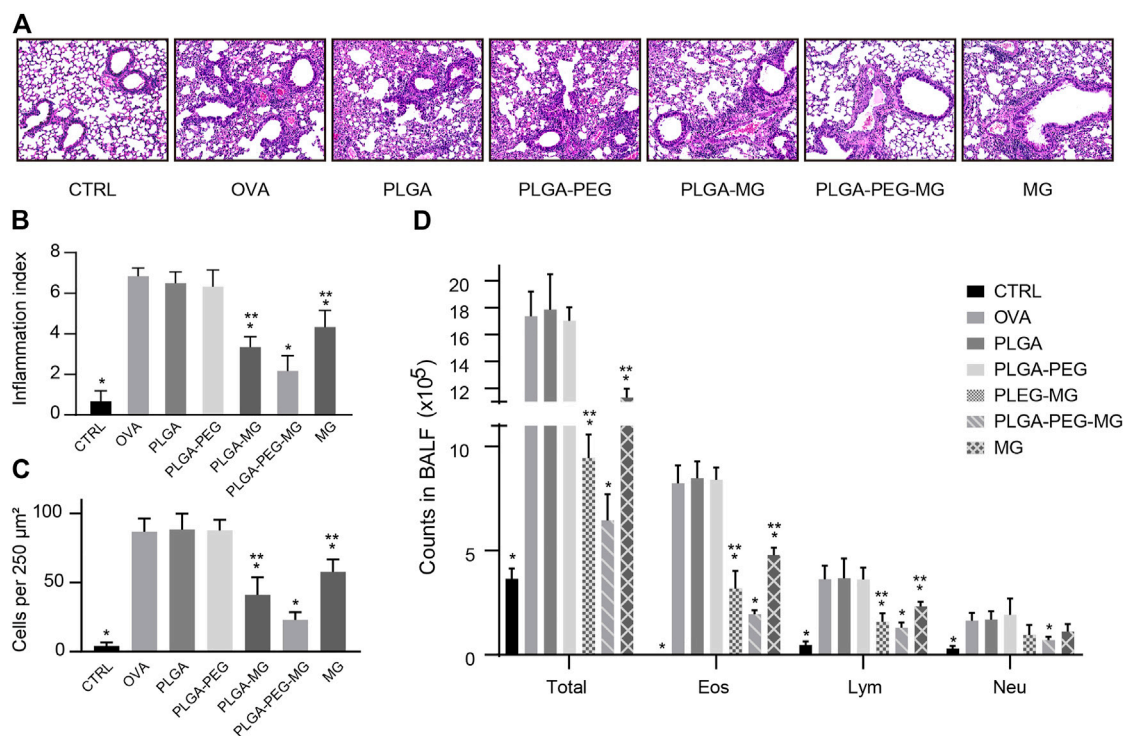 A
CTRL
OVA
PLGA
PLGA-PEG
PLGA-MG
PLGA-PEG-MG
MG
B
Inflammation index
8
6
4
2
0
*
**
*
*
**
*
CTRL
OVA
PLGA
PLGA-PEG
PLGA-MG
PLGA-PEG-MG
MG
C
Cells per 250 µm²
100
50
0
*
**
*
*
**
*
CTRL
OVA
PLGA
PLGA-PEG
PLGA-MG
PLGA-PEG-MG
MG
D
Counts in BALF (x10⁵)
20
18
16
14
12
10
5
0
*
**
*
*
**
*
*
**
*
*
**
*
*
**
*
*
**
*
*
*
Total
Eos
Lym
Neu
CTRL
OVA
PLGA
PLGA-PEG
PLEG-MG
PLGA-PEG-MG
MG